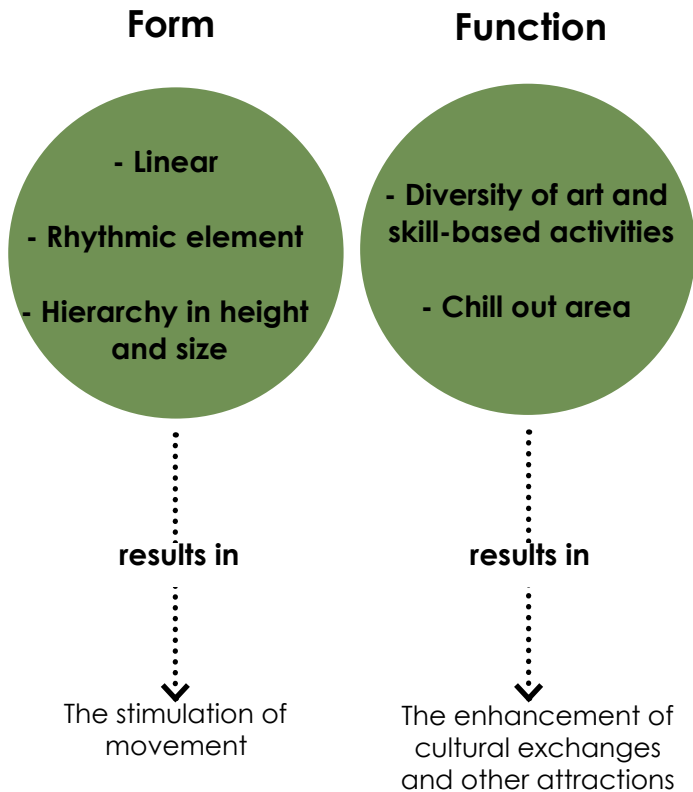 Form
- Linear
- Rhythmic element
- Hierarchy in height
and size
results in
The stimulation of
movement
Function
- Diversity of art and
skill-based activities
- Chill out area
results in
The enhancement of
cultural exchanges
and other attractions